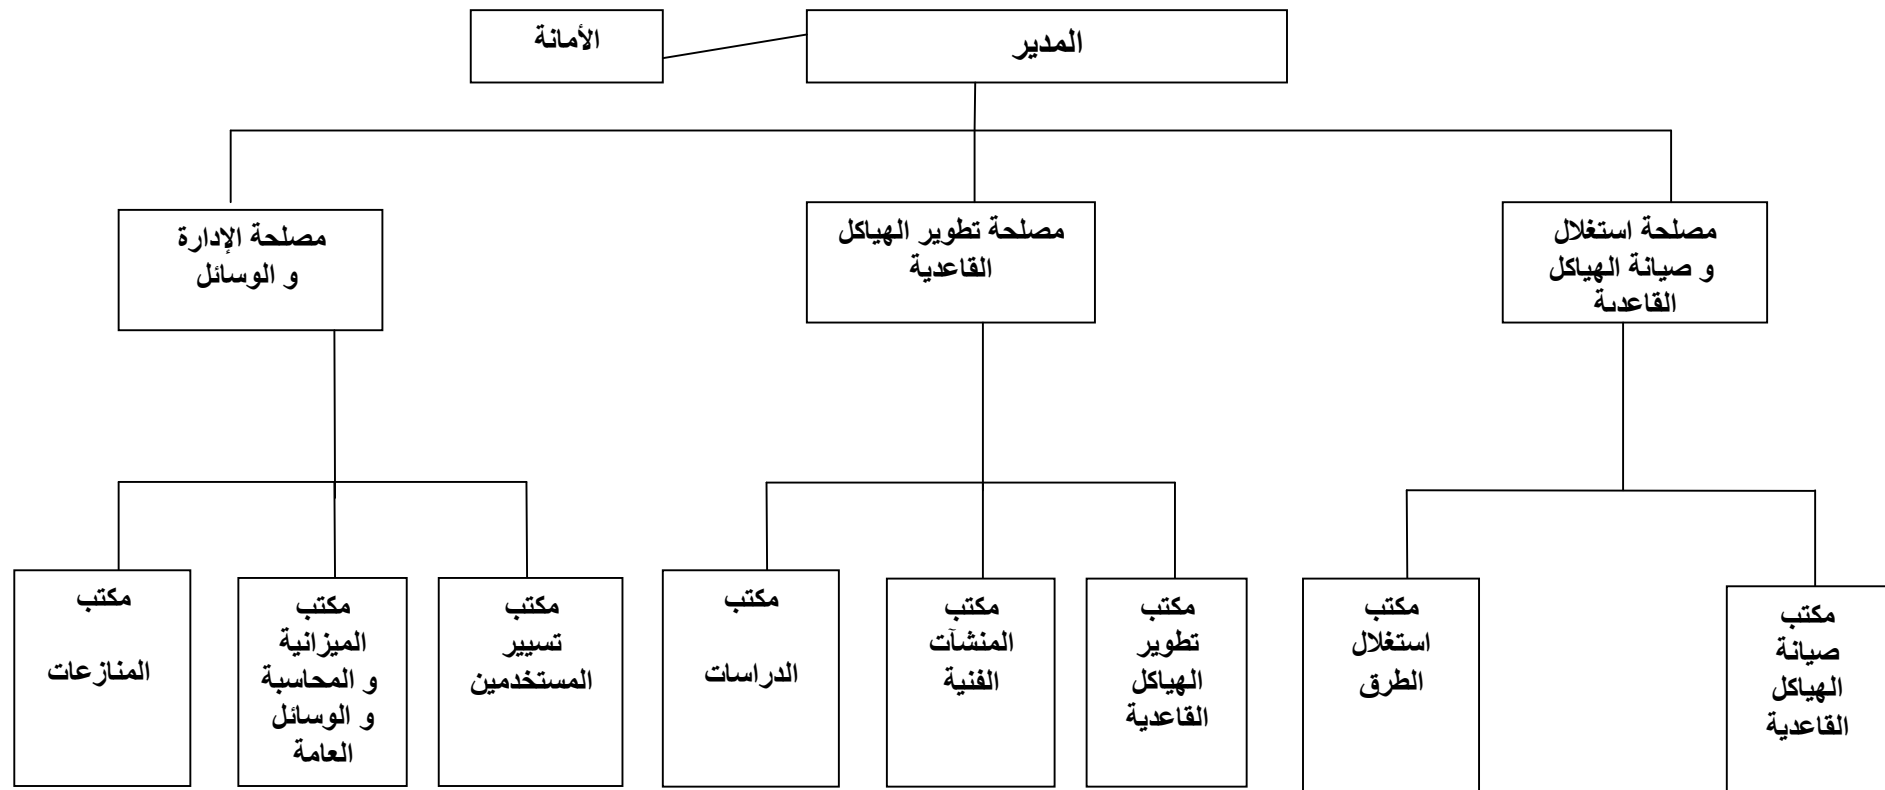 المدير
الأمانة
مصلحة استغلال
و صيانة الهياكل
القاعدية
مصلحة تطوير الهياكل
القاعدية
مصلحة الإدارة
و الوسائل
مكتب
صيانة
الهياكل
القاعدية
مكتب
استغلال
الطرق
مكتب
تطوير
الهياكل
القاعدية
مكتب
المنشآت
الفنية
مكتب
الدراسات
مكتب
تسيير
المستخدمين
مكتب
الميزانية
و المحاسبة
و الوسائل
العامة
مكتب
المنازعات